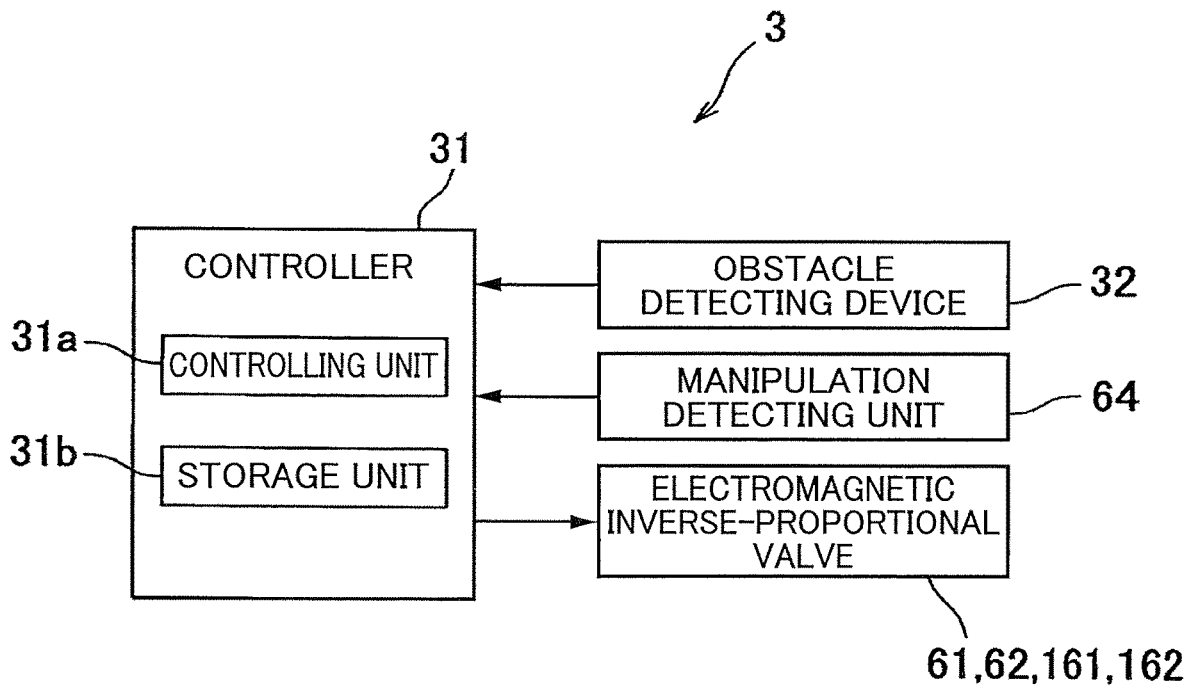 3
31
CONTROLLER
31a
CONTROLLING UNIT
31b
STORAGE UNIT
OBSTACLE
DETECTING DEVICE
32
MANIPULATION
DETECTING UNIT
64
ELECTROMAGNETIC
INVERSE-PROPORTIONAL
VALVE
61,62,161,162